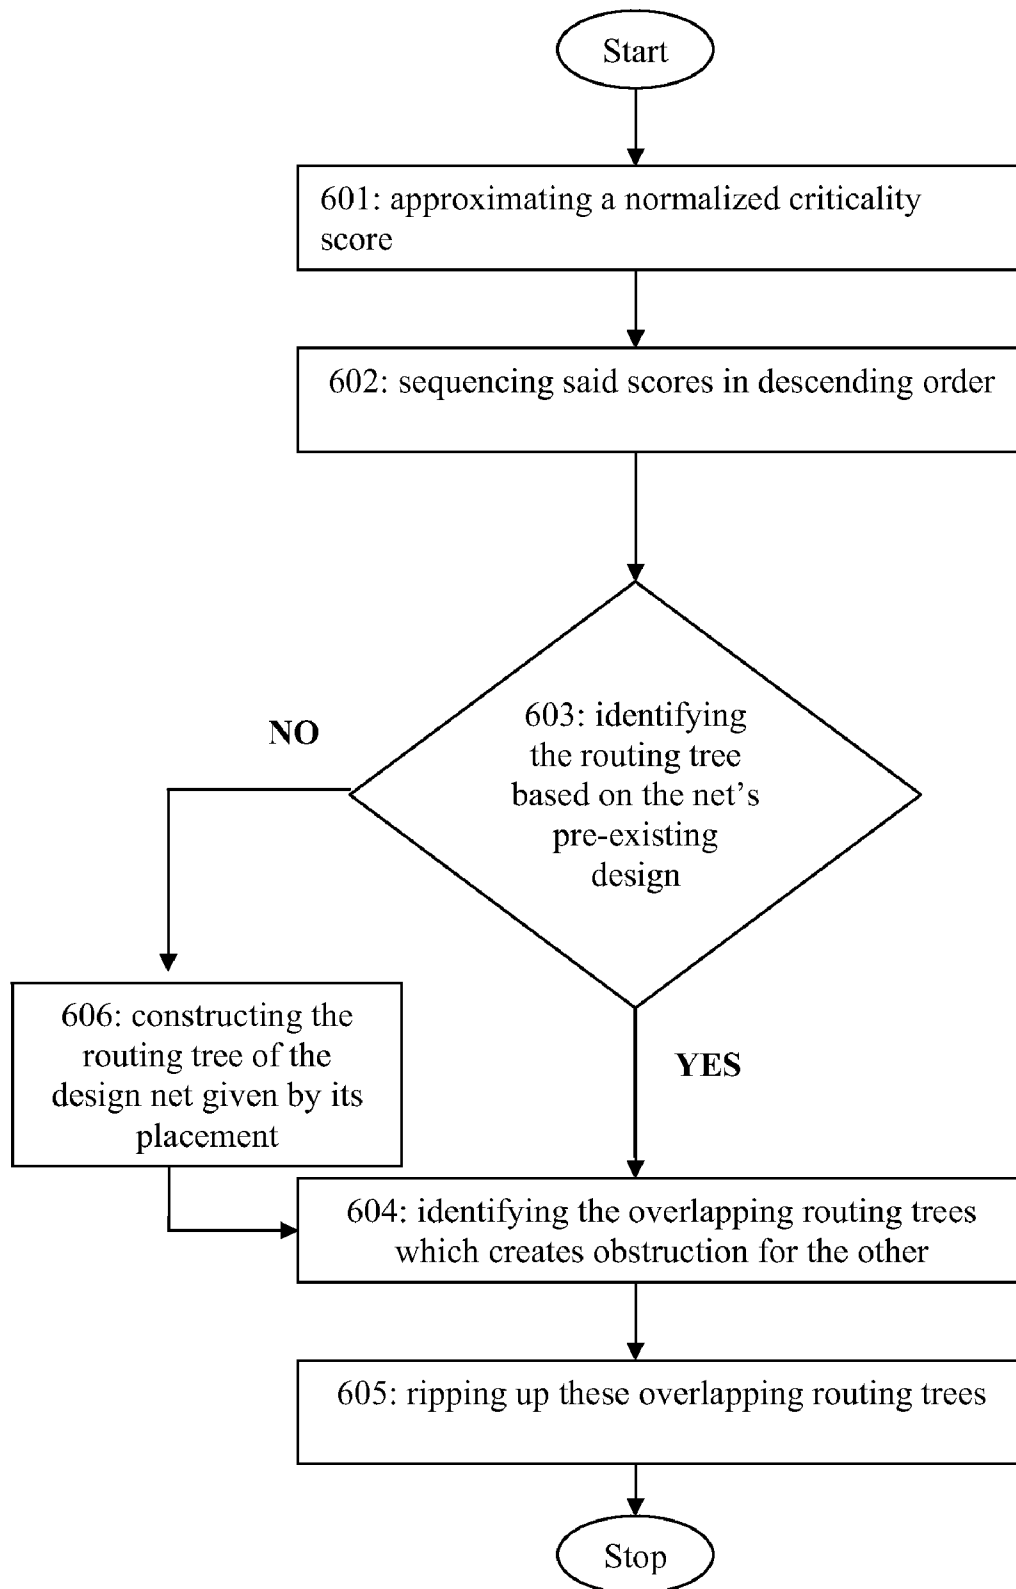 Start
601: approximating a normalized criticality
score
602: sequencing said scores in descending order
603: identifying
the routing tree
based on the net's
pre-existing
design
NO
YES
606: constructing the
routing tree of the
design net given by its
placement
604: identifying the overlapping routing trees
which creates obstruction for the other
605: ripping up these overlapping routing trees
Stop